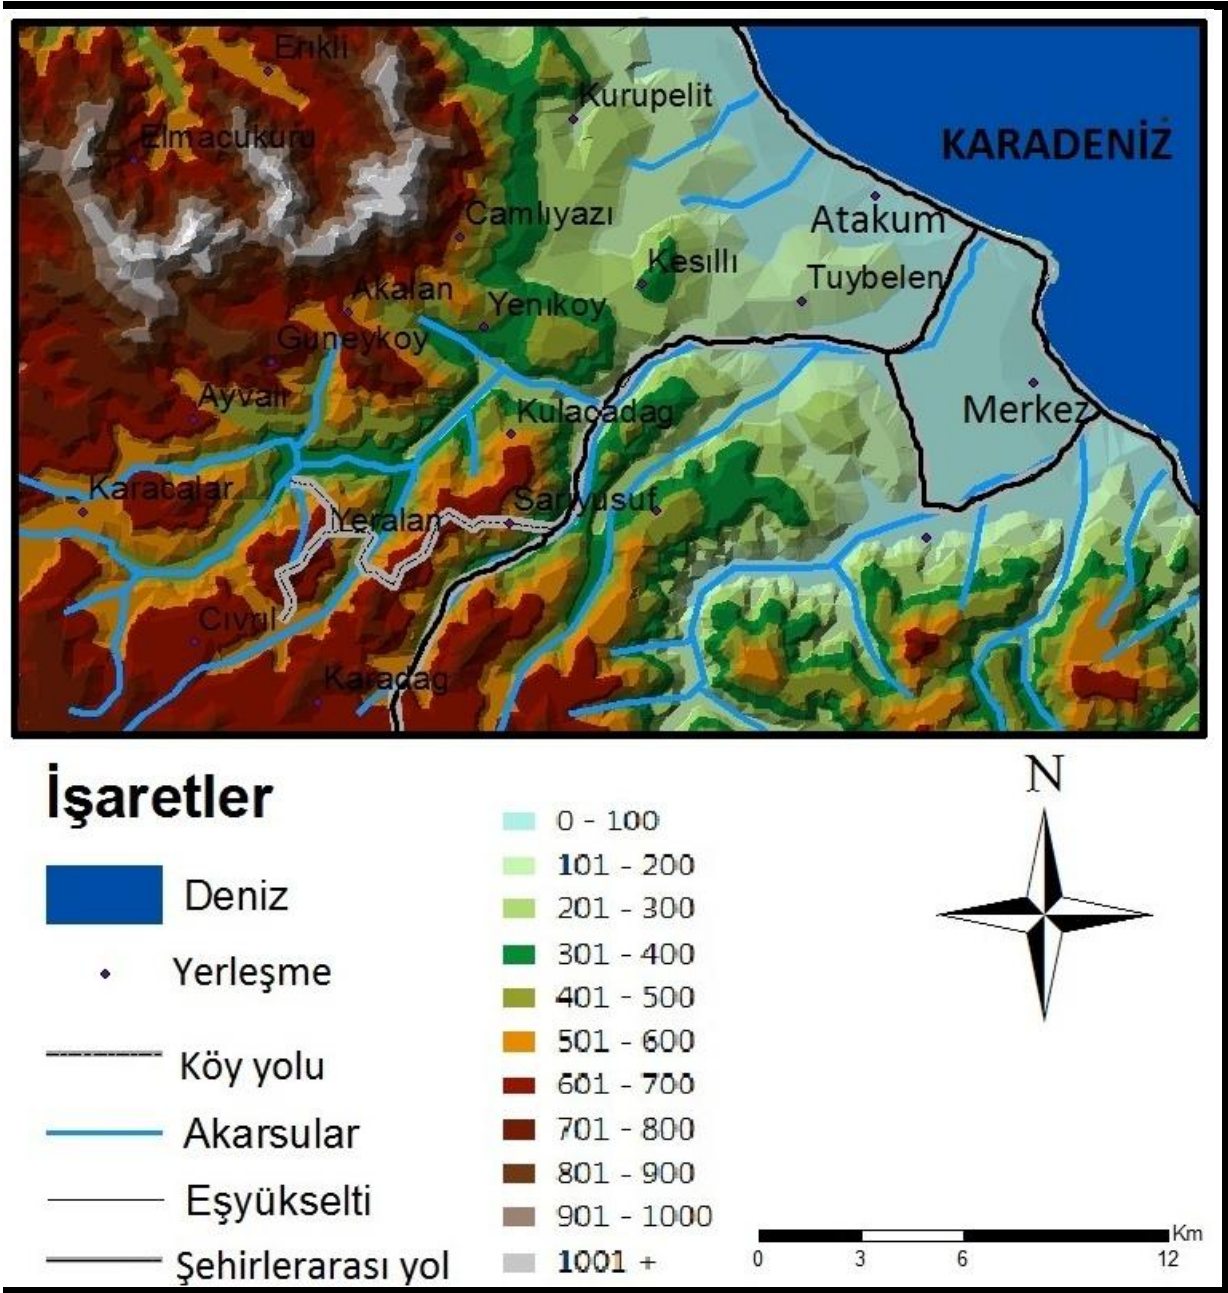 Erıkli
Kurupelit
Elmacukuru
KARADENİZ
Camlıyazı
Atakum
Kesıllı
Tuybelen
Akalan
Yenıkoy
Guneykoy
Ayvalı
Kulacadag
Merkez
Karacalar
Sarıyusuf
Yeralan
Cıvrıl
Karadag
İşaretler
Deniz
Yerleşme
Köy yolu
Akarsular
Eşyükselti
Şehirlerarası yol
0 - 100
101 - 200
201 - 300
301 - 400
401 - 500
501 - 600
601 - 700
701 - 800
801 - 900
901 - 1000
1001 +
N
Km
0 3 6 12